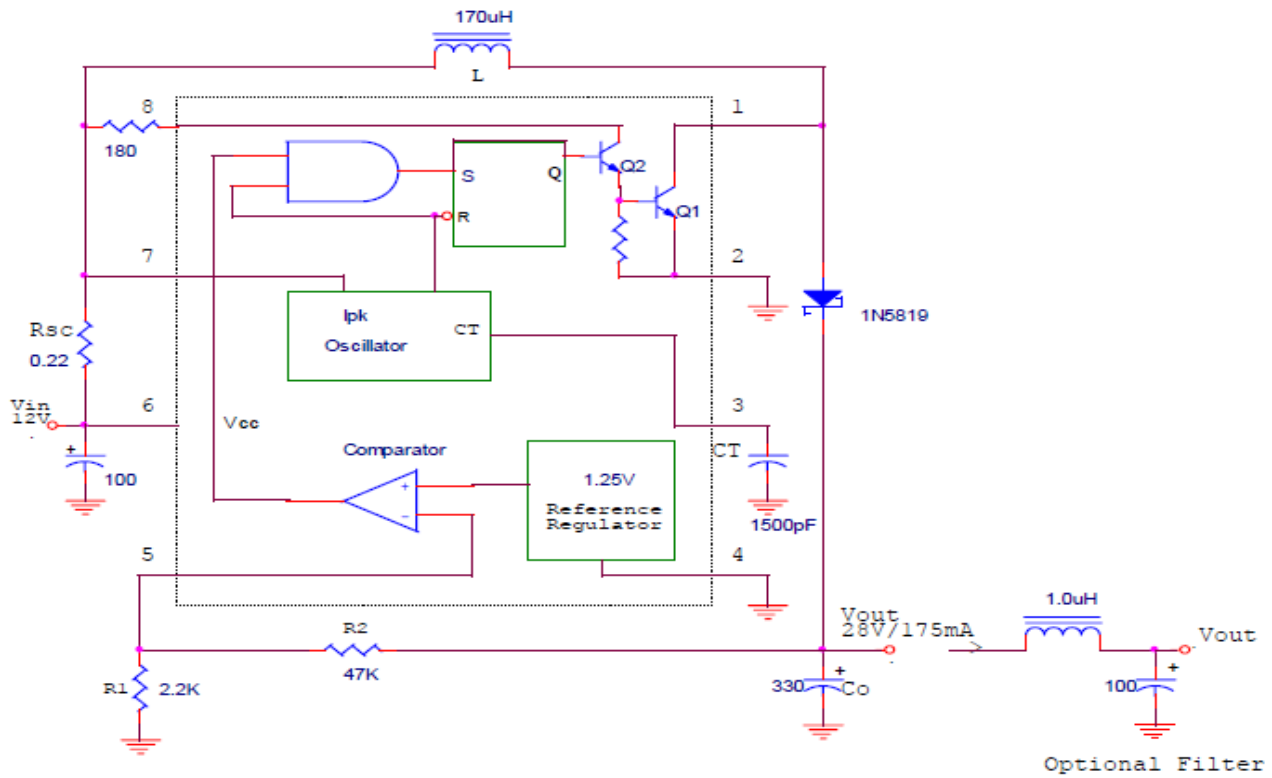 170uH
L
8
1
180
S
Q
R
Q2
Q1
7
2
Rsc
0.22
Ipk
Oscillator
CT
1N5819
Vin
12V
6
3
Vcc
+
100
Comparator
+
-
1.25V
Reference
Regulator
CT
1500pF
5
4
R2
47K
R1
2.2K
Vout
28V/175mA
1.0uH
Vout
+
330
Co
+
100
Optional Filter